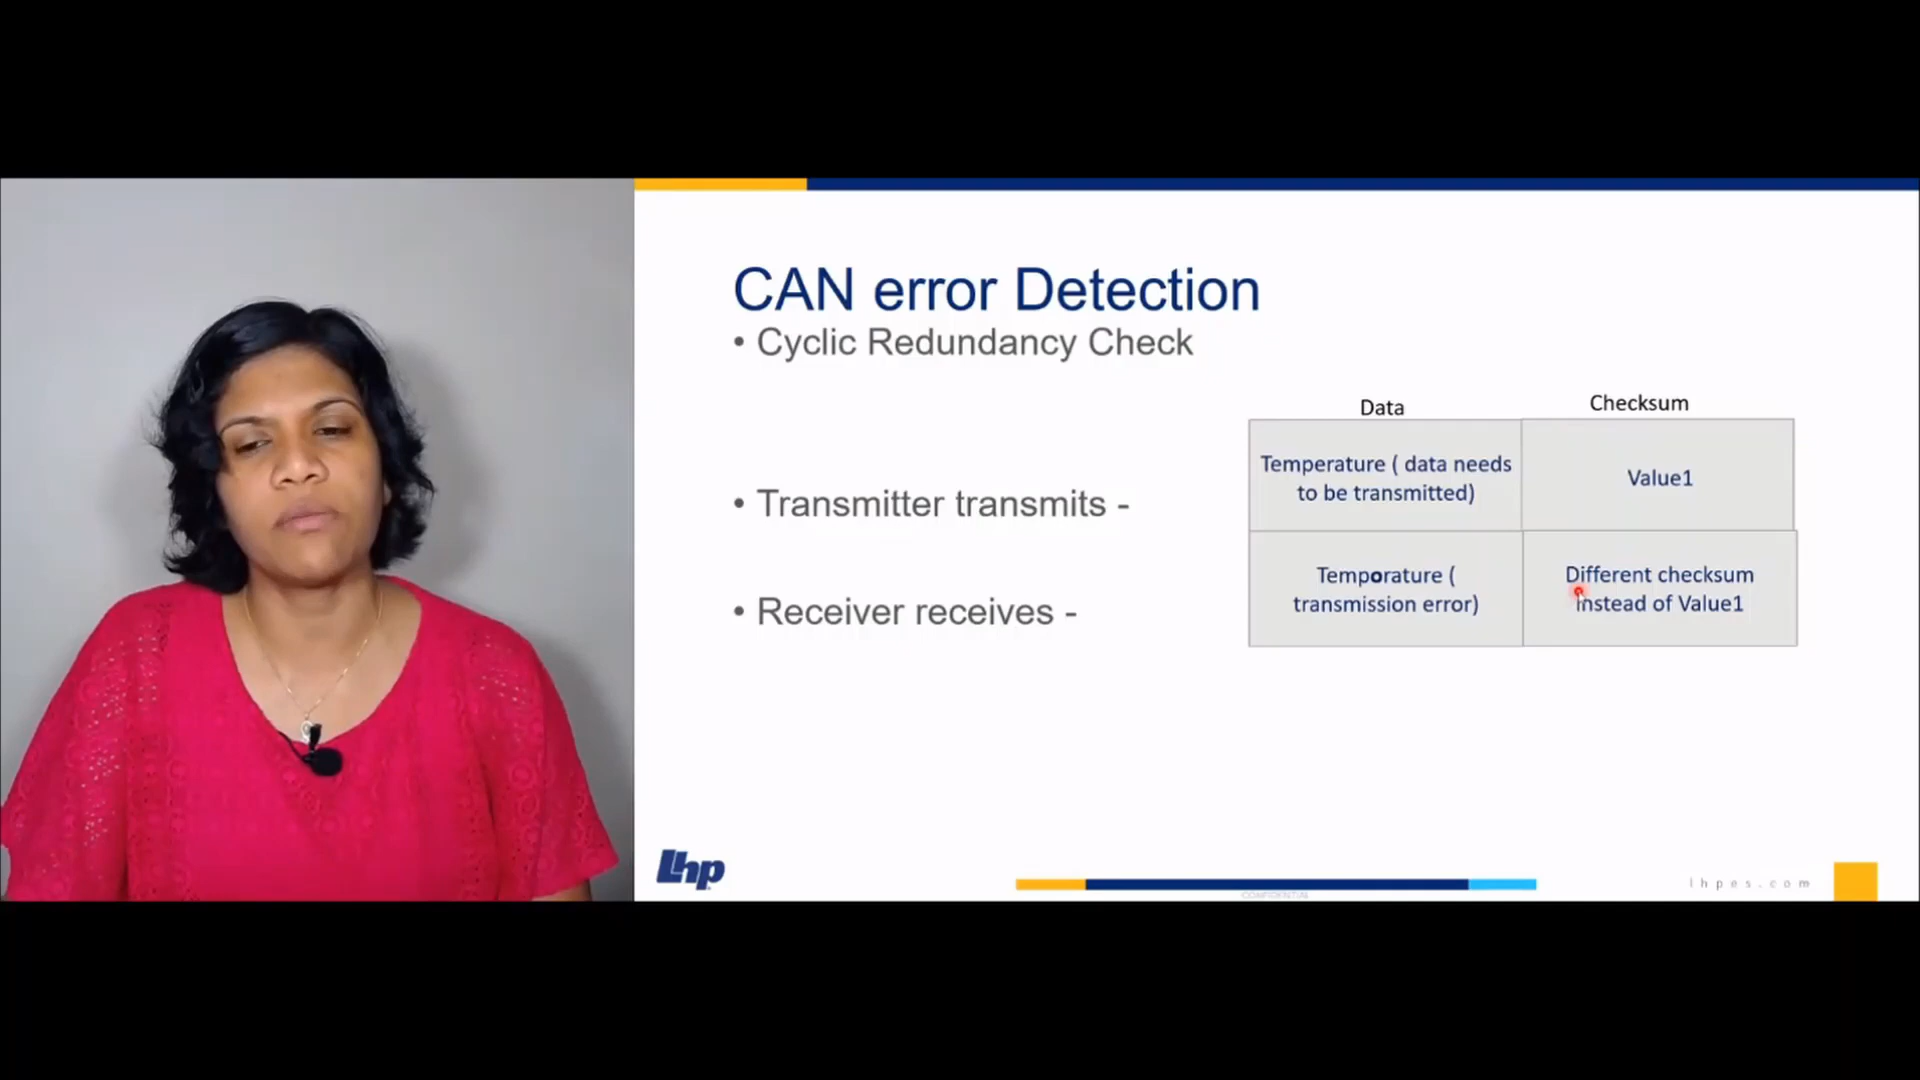 CAN error Detection
• Cyclic Redundancy Check
Data
Checksum
• Transmitter transmits -
Temperature ( data needs
to be transmitted)
Value1
• Receiver receives -
Temporature (
transmission error)
Different checksum
instead of Value1
Lhp
CONFIDENTIAL
lhpes.com